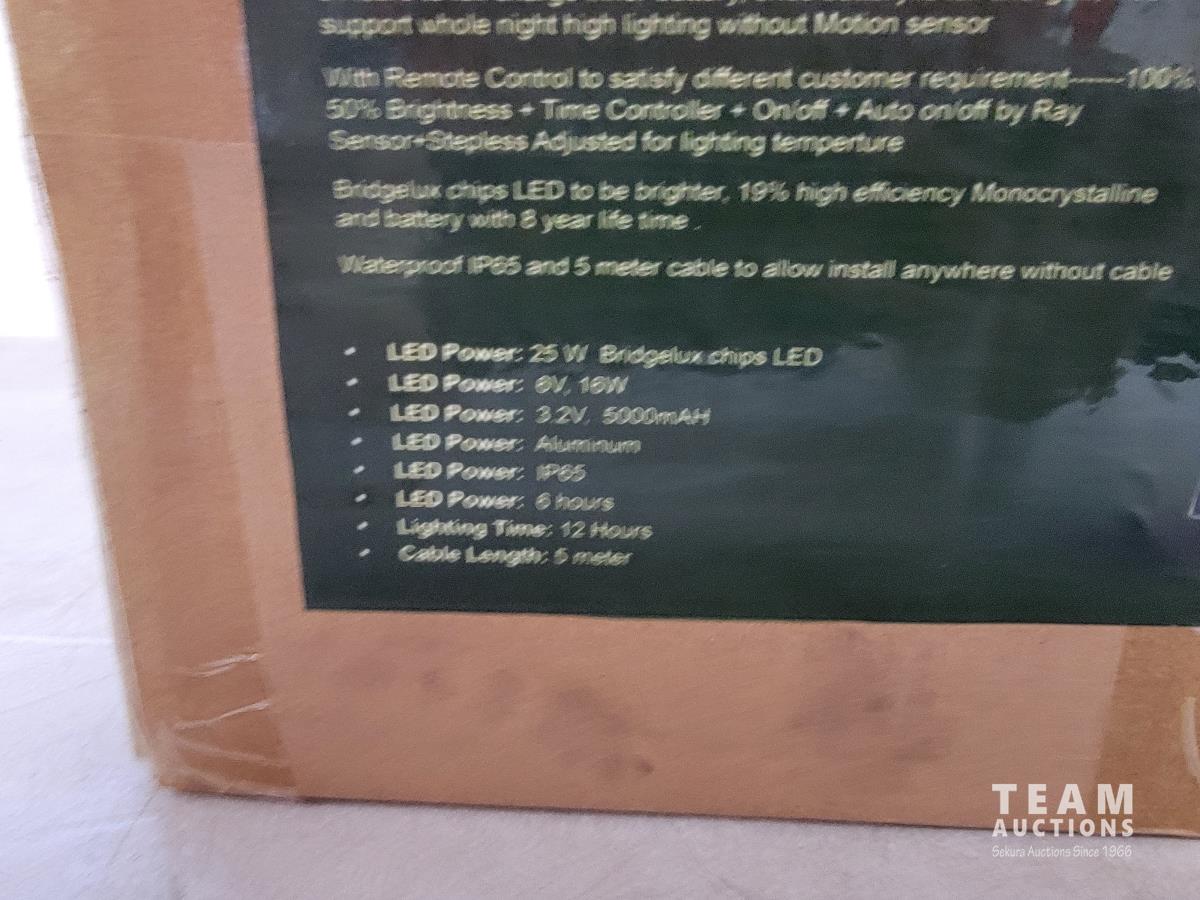 support whole night high lighting without Motion sensor
With Remote Control to satisfy different customer requirement------100%
50% Brightness + Time Controller + On/off + Auto on/off by Ray
Sensor+Stepless Adjusted for lighting temperture
Bridgelux chips LED to be brighter, 19% high efficiency Monocrystalline
and battery with 8 year life time .
Waterproof IP65 and 5 meter cable to allow install anywhere without cable
• LED Power: 25 W Bridgelux chips LED
• LED Power: 6V, 16W
• LED Power: 3.2V, 5000mAH
• LED Power: Aluminum
• LED Power: IP65
• LED Power: 6 hours
• Lighting Time: 12 Hours
• Cable Length: 5 meter
TEAM
AUCTIONS
Sekura Auctions Since 1966